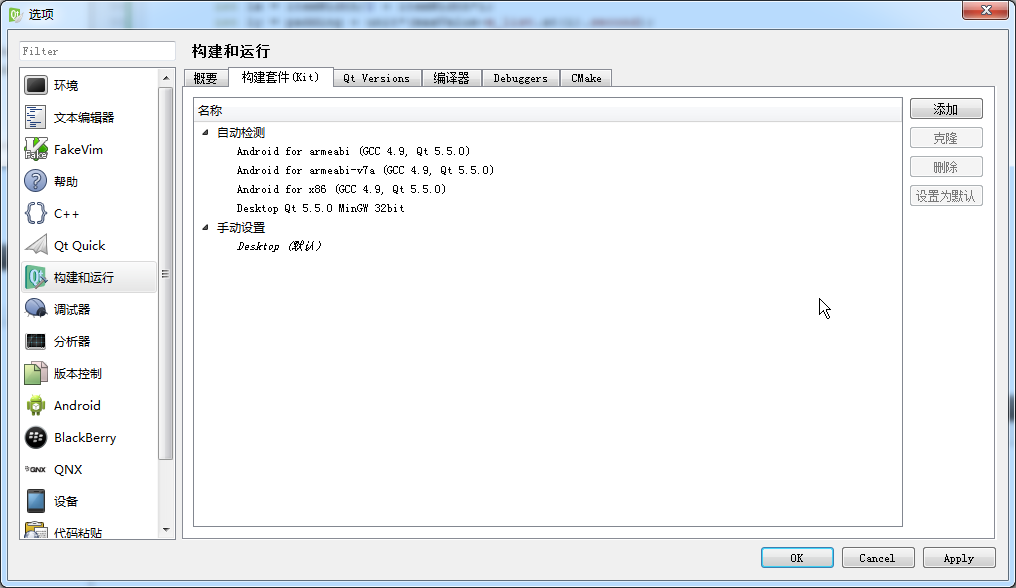 选项
Filter
环境
文本编辑器
FakeVim
帮助
C++
Qt Quick
构建和运行
调试器
分析器
版本控制
Android
BlackBerry
QNX
设备
代码粘贴
构建和运行
概要 构建套件(Kit) Qt Versions 编译器 Debuggers CMake
名称
自动检测
Android for armeabi (GCC 4.9, Qt 5.5.0)
Android for armeabi-v7a (GCC 4.9, Qt 5.5.0)
Android for x86 (GCC 4.9, Qt 5.5.0)
Desktop Qt 5.5.0 MinGW 32bit
手动设置
Desktop (默认)
添加
克隆
删除
设置为默认
OK Cancel Apply